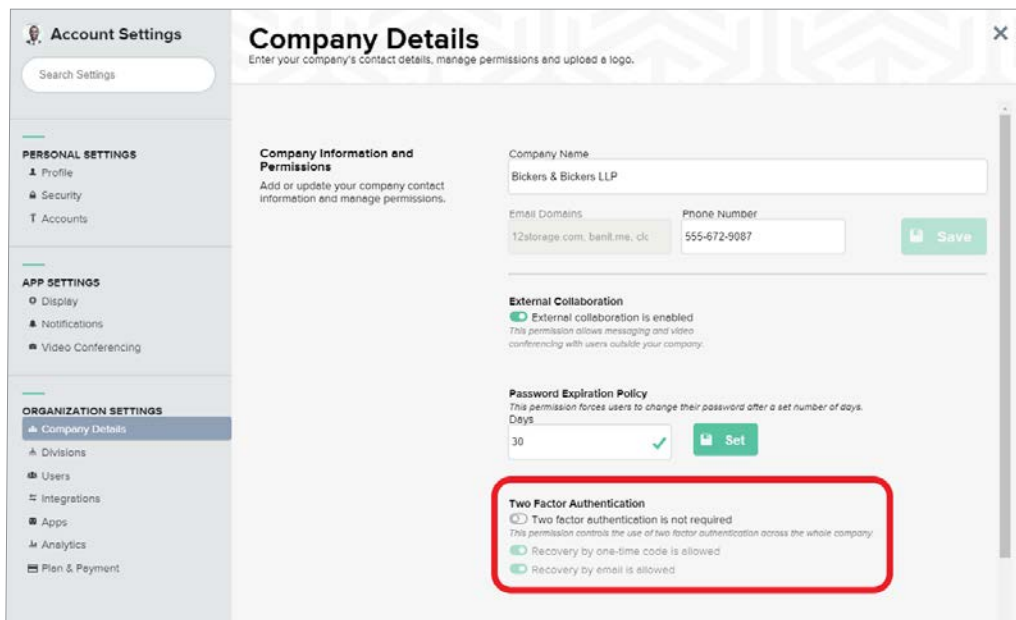 Account Settings
Search Settings
PERSONAL SETTINGS
Profile
Security
Accounts
APP SETTINGS
Display
Notifications
Video Conferencing
ORGANIZATION SETTINGS
Company Details
Divisions
Users
Integrations
Apps
Analytics
Plan & Payment
Company Details
Enter your company's contact details, manage permissions and upload a logo.
Company Information and
Permissions
Add or update your company contact
information and manage permissions.
Company Name
Bickers & Bickers LLP
Email Domains
Phone Number
12storage.com, banit.me, clc
555-672-9087
Save
External Collaboration
External collaboration is enabled
This permission allows messaging and video
conferencing with users outside your company.
Password Expiration Policy
This permission forces users to change their password after a set number of days.
Days
30
Set
Two Factor Authentication
Two factor authentication is not required
This permission controls the use of two factor authentication across the whole company.
Recovery by one-time code is allowed
Recovery by email is allowed